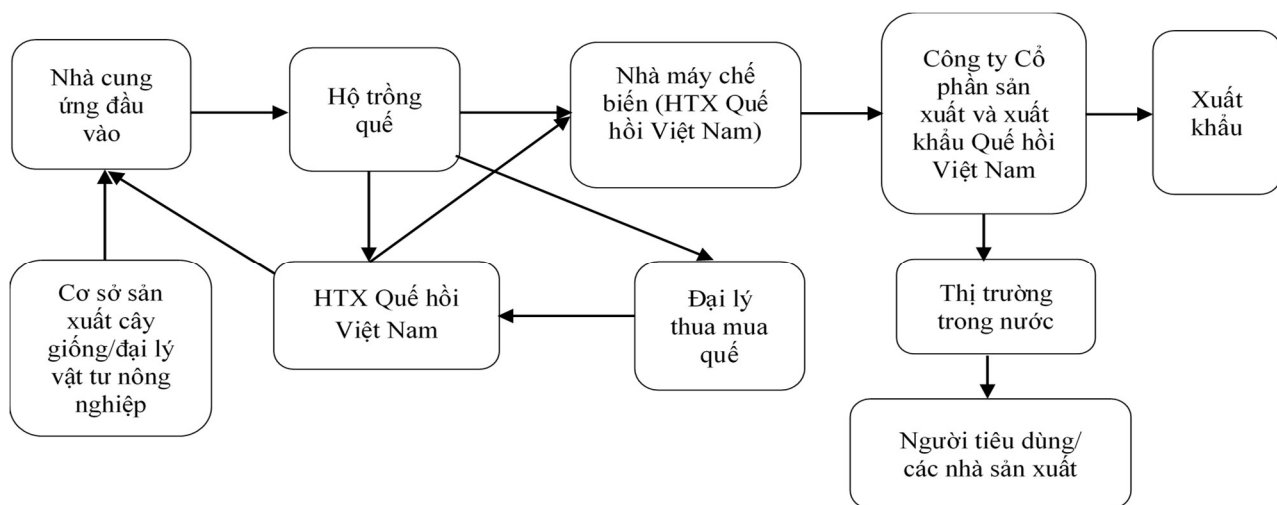 Nhà cung
ứng đầu
vào
Hộ trồng
quế
Nhà máy chế
biến (HTX Quế
hồi Việt Nam)
Công ty Cổ
phần sản
xuất và xuất
khẩu Quế hồi
Việt Nam
Xuất
khẩu
Cơ sở sản
xuất cây
giống/đại lý
vật tư nông
nghiệp
HTX Quế hồi
Việt Nam
Đại lý
thua mua
quế
Thị trường
trong nước
Người tiêu dùng/
các nhà sản xuất